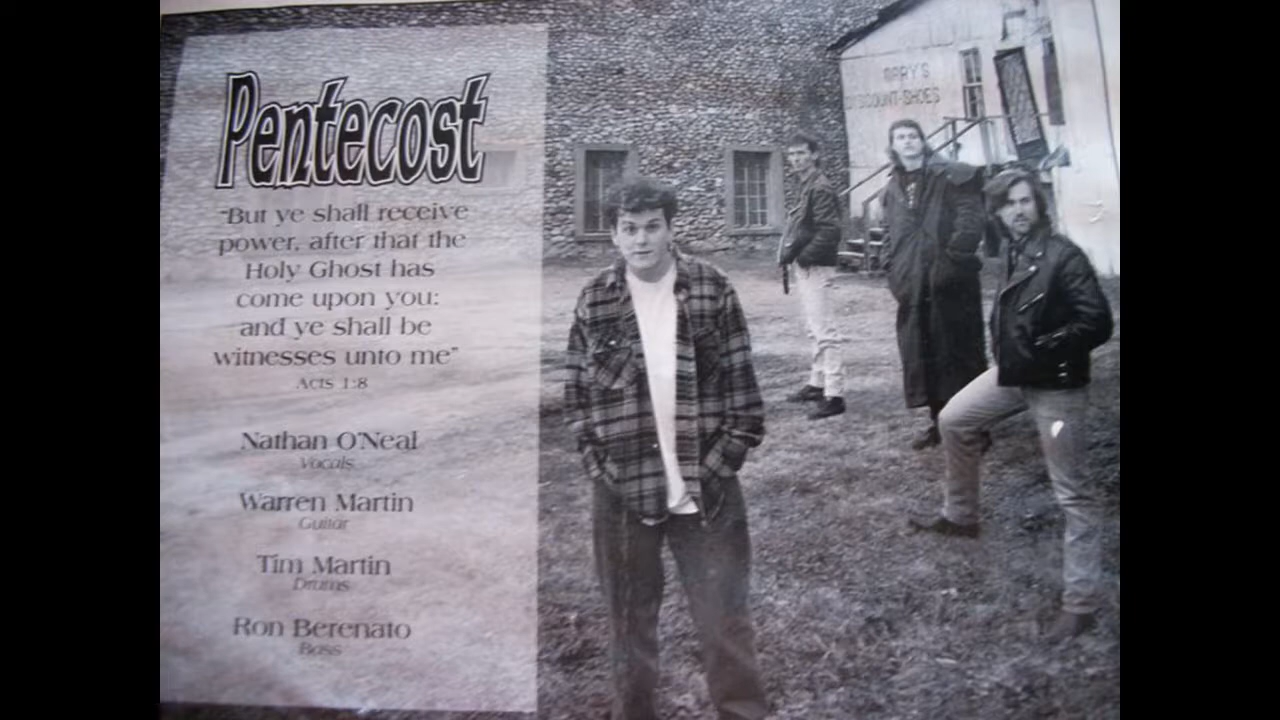 Pentecost
"But ye shall receive
power, after that the
Holy Ghost has
come upon you:
and ye shall be
witnesses unto me"
Acts 1:8
Nathan O'Neal
Vocals
Warren Martin
Guitar
Tim Martin
Drums
Ron Berenato
Bass
MARY'S
DISCOUNT-SHOES